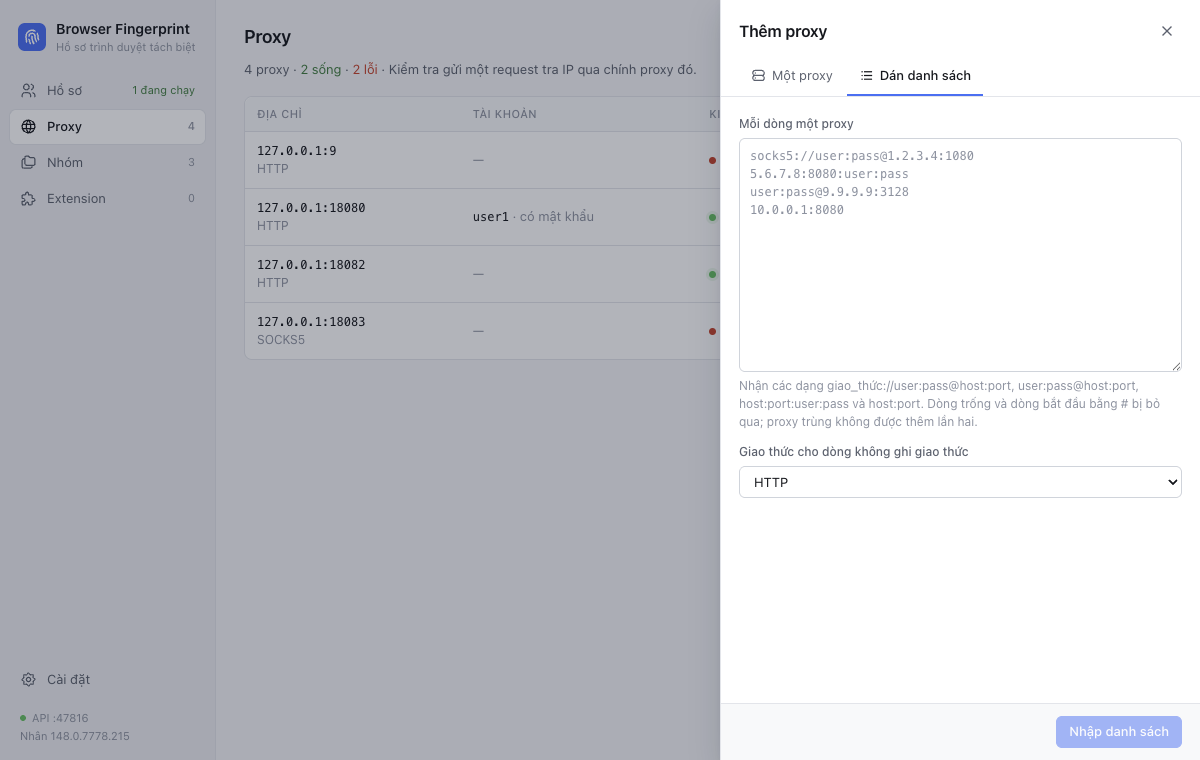 Browser Fingerprint
Hồ sơ trình duyệt tách biệt
Hồ sơ
1 đang chạy
Proxy
4
Nhóm
3
Extension
0
Cài đặt
API :47816
Nhân 148.0.7778.215
Proxy
4 proxy · 2 sống · 2 lỗi · Kiểm tra gửi một request tra IP qua chính proxy đó.
ĐỊA CHỈ
TÀI KHOẢN
127.0.0.1:9
HTTP
—
127.0.0.1:18080
HTTP
user1 · có mật khẩu
127.0.0.1:18082
HTTP
—
127.0.0.1:18083
SOCKS5
—
Thêm proxy
Một proxy
Dán danh sách
Mỗi dòng một proxy
socks5://user:pass@1.2.3.4:1080
5.6.7.8:8080:user:pass
user:pass@9.9.9.9:3128
10.0.0.1:8080
Nhận các dạng giao_thức://user:pass@host:port, user:pass@host:port,
host:port:user:pass và host:port. Dòng trống và dòng bắt đầu bằng # bị bỏ
qua; proxy trùng không được thêm lần hai.
Giao thức cho dòng không ghi giao thức
HTTP
Nhập danh sách